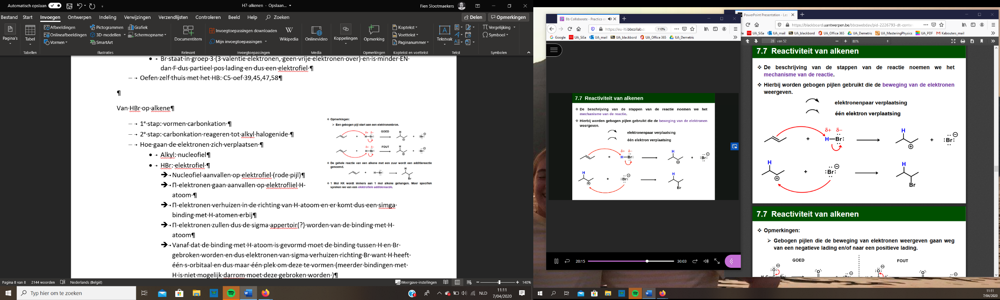 Automatisch opslaan
H7-alkenen - Opslaan...
Fien Slootmaekers
Bestand Start Invoegen Ontwerpen Indeling Verwijzingen Verzendlijsten Controleren Beeld Help Zoeken
Delen Opmerkingen
Pagina's
Tabel
Tabellen
Afbeeldingen
Onlineafbeeldingen
Vormen
Pictogrammen
3D-modellen
SmartArt
Grafiek
Schermopname
Illustraties
Documentitem
Relevant
Invoegtoepassingen downloaden
Mijn invoegtoepassingen
Wikipedia
Invoegtoepassingen
Onlinevideo
Media
Koppelingen
Opmerking
Opmerkingen
Koptekst
Voettekst
Paginanummer
Koptekst en voettekst
Tekstvak
Tekst
Vergelijking
Symbool
Symbolen
Br·staat·in·groep·3·(3·valentie·elektronen,·geen·vrije·elektronen·over)·en·is·minder·EN·
dan·F·dus·partieel·pos·lading·en·dus·een·elektrofiel·¶
Oefen·zelf·thuis·met·het·HB:·C5-oef·39,45,47,58¶
¶
Van·HBr·op·alkene¶
1e·stap:·vormen·carbonkation·¶
2e·stap:·carbonkation·reageren·tot·alkyl·halogenide·¶
Hoe·gaan·de·elektronen·zich·verplaatsen·¶
Alkyl:·nucleofiel¶
HBr:·elektrofiel·¶
Nucleofiel·aanvallen·op·elektrofiel·(rode·pijl)¶
Π-elektronen·gaan·aanvallen·op·elektrofliel·H-
atoom·¶
Π-elektronen·verhuizen·in·de·richting·van·H-atoom·en·er·komt·dus·een·simga·
binding·met·H-atomen·erbij¶
Π-elektronen·zullen·dus·de·sigma·appertoir(?)·worden·van·de·binding·met·H-
atoom¶
Vanaf·dat·de·binding·met·H-atoom·is·gevormd·moet·de·binding·tussen·H·en·Br·
gebroken·worden·en·dus·elektronen·van·sigma·verhuizen·richting·Br·want·H·heeft·
één·s-orbitaal·en·dus·maar·één·plek·om·deze·te·vormen·(meerder·bindingen·met·
H·is·niet·mogelijk·darrom·moet·deze·gebroken·worden·)¶
Opmerkingen:
Een gebogen pijl start aan een elektronenbron.
GOED
H
δ+ δ−
+ H–Br: + :Br:
FOUT
H
δ+ δ−
+ H–Br: + :Br:
De gehele reactie van een alkene met een zuur wordt een additiereactie
genoemd.
H
+ H–Br:
Br
1 Mol HX wordt immers aan 1 mol alkene gehangen. Meer specifiek
spreken we van een elektrofiele additiereactie.
Pagina 8 van 8 2144 woorden Nederlands (België)
Weergave-instellingen 140%
Typ hier om te zoeken
NLD
11:11
7/04/2020
Bb Collaborate - Practica or
https://eu-lti.bbcollab.c
110%
Google UA_SiSa UA_mail UA_blackbord UA_Office 365 UA_Demetris
7.7 Reactiviteit van alkenen
De beschrijving van de stappen van de reactie noemen we het
mechanisme van de reactie.
Hierbij worden gebogen pijlen gebruikt die de beweging van de elektronen
weergeven.
elektronenpaar verplaatsing
één elektron verplaatsing
δ+ δ−
H
+ H–Br: + :Br:
H
H
+ :Br:
Br
20:15
30:03
PowerPoint Presentation - Les
https://blackboard.uantwerpen.be/bbcswebdav/pid-2226793-dt-conte
UA_SiSa UA_mail UA_blackbord UA_Office 365 UA_Demetris UA_MasteringPhysics UA_PDF Kabouters_mail
28 van 52
80%
7.7 Reactiviteit van alkenen
De beschrijving van de stappen van de reactie noemen we het
mechanisme van de reactie.
Hierbij worden gebogen pijlen gebruikt die de beweging van de elektronen
weergeven.
elektronenpaar verplaatsing
één elektron verplaatsing
δ+ δ−
H
+ H–Br: + :Br:
H
H
+ :Br:
Br
7.7 Reactiviteit van alkenen
Opmerkingen:
Gebogen pijlen die de beweging van elektronen weergeven gaan weg
van een negatieve lading en/of naar een positieve lading.
GOED
FOUT
11:11
7/04/2020